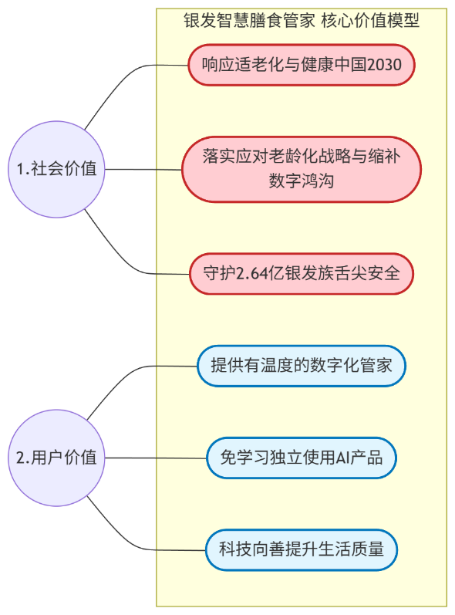 银发智慧膳食管家 核心价值模型
1.社会价值
响应适老化与健康中国2030
落实应对老龄化战略与缩补
数字鸿沟
守护2.64亿银发族舌尖安全
2.用户价值
提供有温度的数字化管家
免学习独立使用AI产品
科技向善提升生活质量